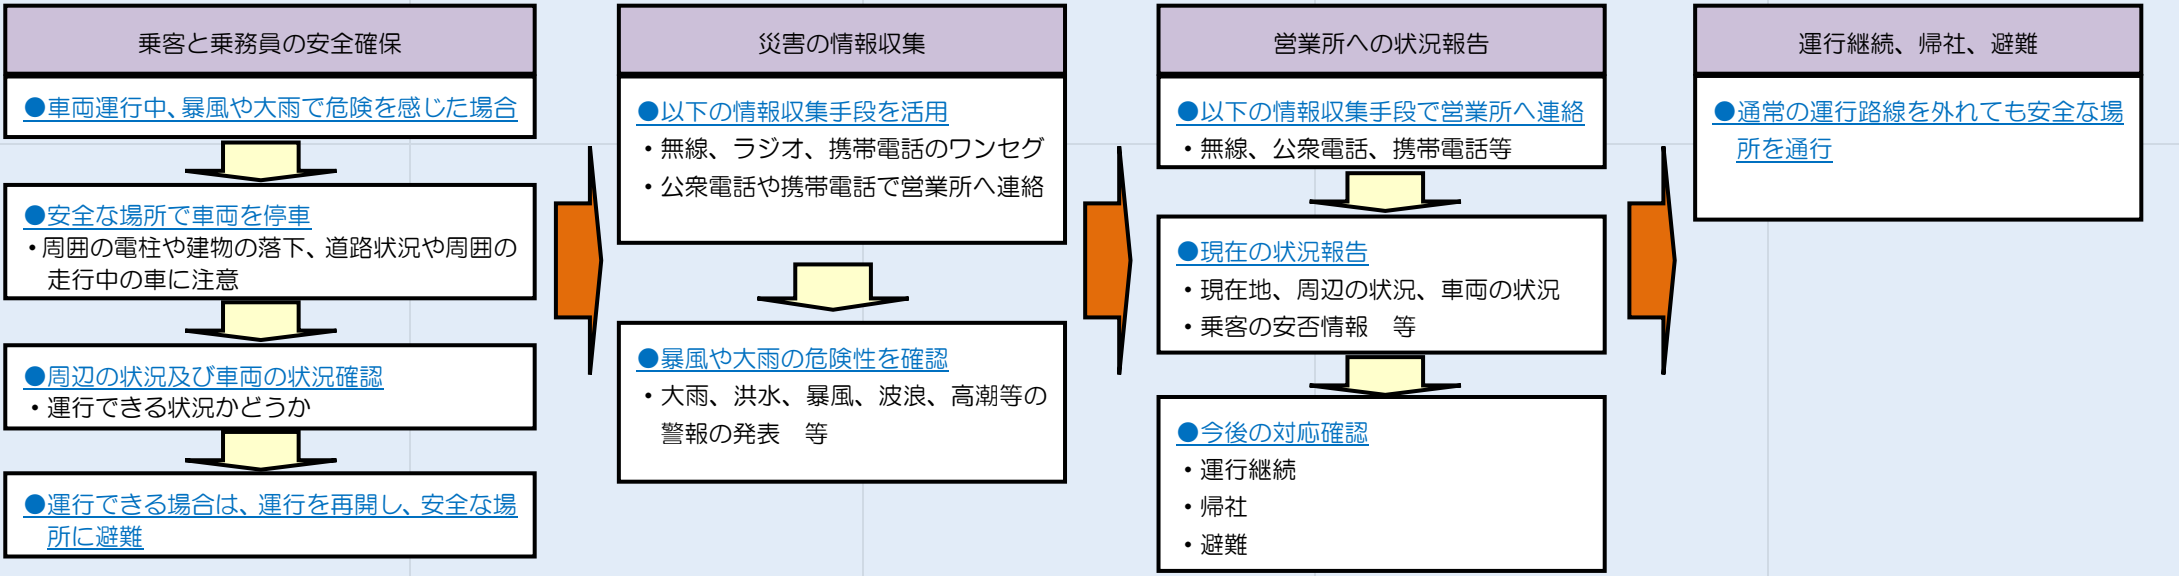 乗客と乗務員の安全確保
●車両運行中、暴風や大雨で危険を感じた場合
●安全な場所で車両を停車
・周囲の電柱や建物の落下、道路状況や周囲の
走行中の車に注意
●周辺の状況及び車両の状況確認
・運行できる状況かどうか
●運行できる場合は、運行を再開し、安全な場
所に避難
災害の情報収集
●以下の情報収集手段を活用
・無線、ラジオ、携帯電話のワンセグ
・公衆電話や携帯電話で営業所へ連絡
●暴風や大雨の危険性を確認
・大雨、洪水、暴風、波浪、高潮等の
警報の発表　等
営業所への状況報告
●以下の情報収集手段で営業所へ連絡
・無線、公衆電話、携帯電話等
●現在の状況報告
・現在地、周辺の状況、車両の状況
・乗客の安否情報　等
●今後の対応確認
・運行継続
・帰社
・避難
運行継続、帰社、避難
●通常の運行路線を外れても安全な場
所を通行